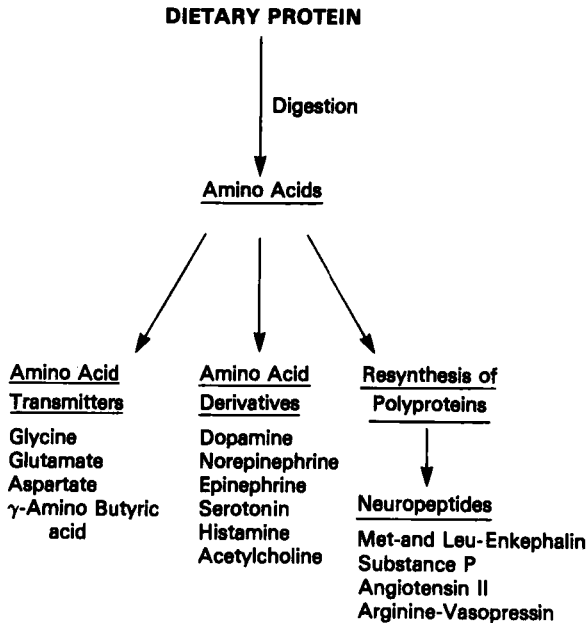 DIETARY PROTEIN
Digestion
Amino Acids
Amino Acid
Transmitters
Glycine
Glutamate
Aspartate
γ-Amino Butyric
acid
Amino Acid
Derivatives
Dopamine
Norepinephrine
Epinephrine
Serotonin
Histamine
Acetylcholine
Resynthesis of
Polyproteins
Neuropeptides
Met-and Leu-Enkephalin
Substance P
Angiotensin II
Arginine-Vasopressin